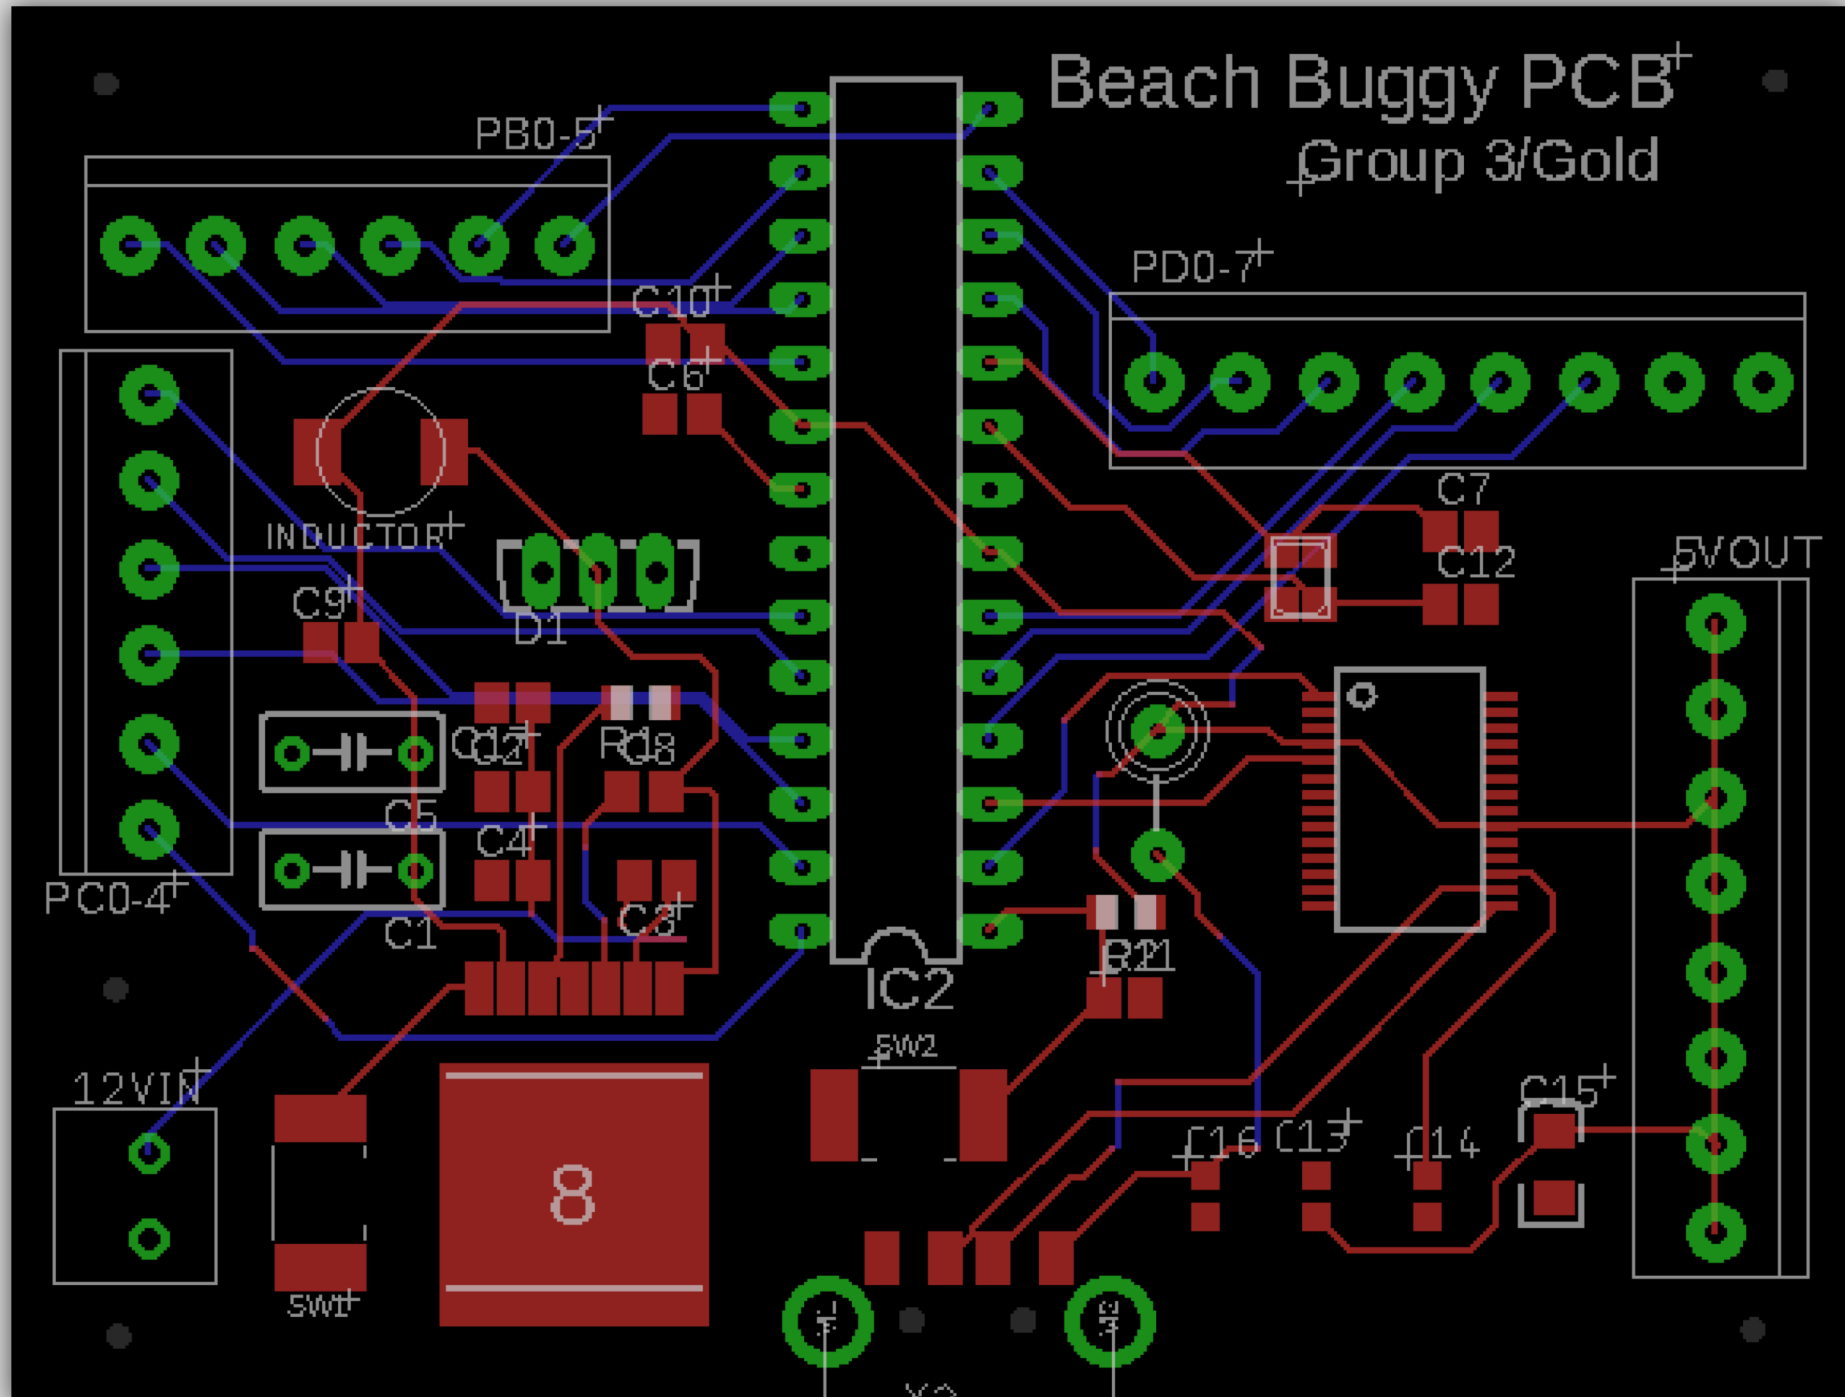 Beach Buggy PCB
Group 3/Gold
PB0-5
PD0-7
C10
C6
C7
INDUCTOR
5VOUT
C12
C9
D1
C5
C4
PC0-4
C1
C3
IC2
SW2
12VIN
C15
C16
C13
C14
8
SW1